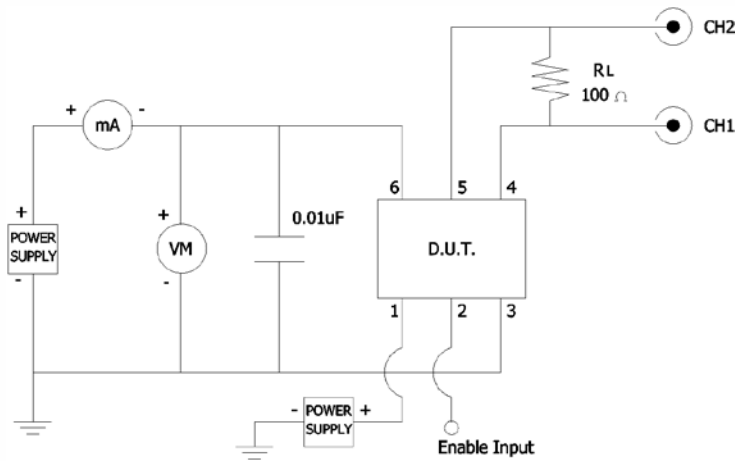 CH2
RL
100 Ω
+
-
mA
CH1
6
5
4
+
POWER
SUPPLY
-
+
VM
-
0.01uF
D.U.T.
1
2
3
-
POWER
SUPPLY
+
Enable Input